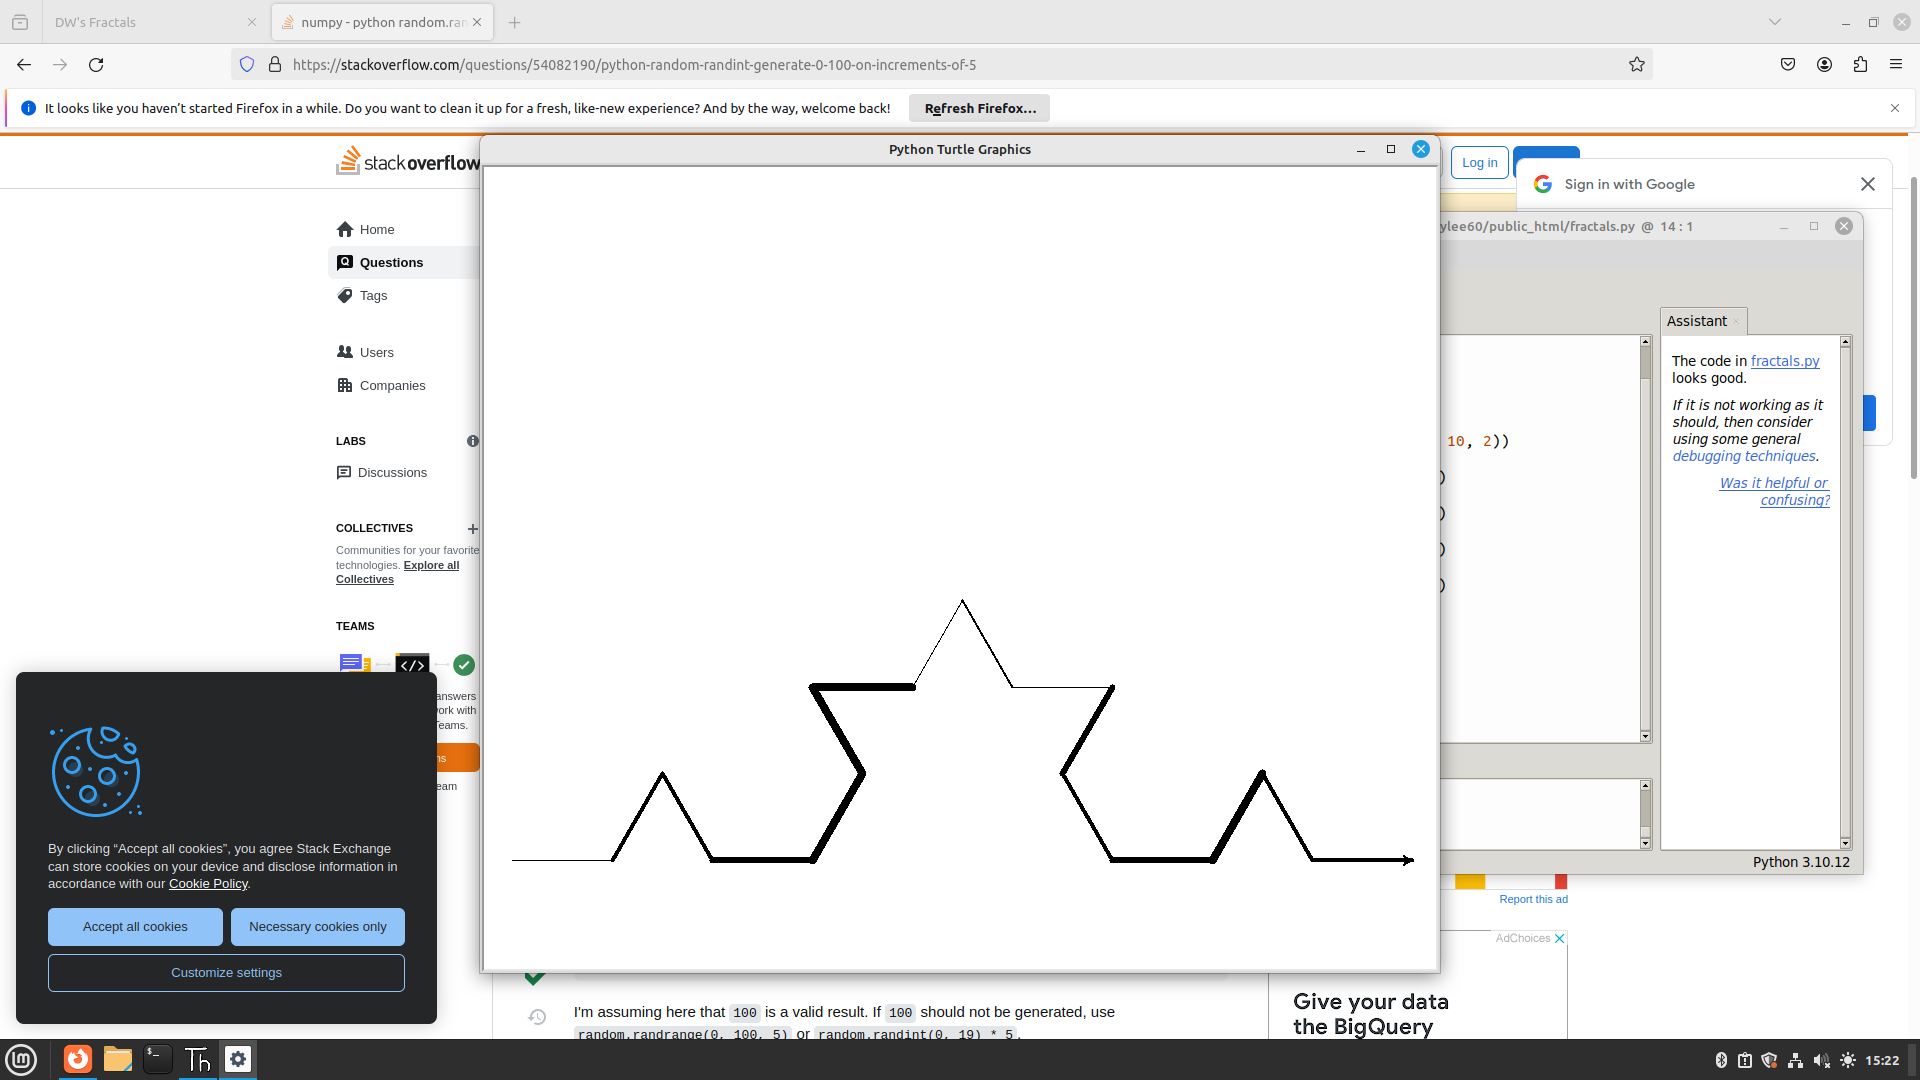 DW's Fractals
numpy - python random.ran
https://stackoverflow.com/questions/54082190/python-random-randint-generate-0-100-on-increments-of-5
It looks like you haven't started Firefox in a while. Do you want to clean it up for a fresh, like-new experience? And by the way, welcome back!
Refresh Firefox...
Python Turtle Graphics
stackoverflow
Log in
Sign in with Google
Home
Questions
Tags
Users
Companies
LABS
Discussions
COLLECTIVES
Communities for your favorite
technologies. Explore all
Collectives
TEAMS
</>
answers
work with
Teams.
ylee60/public_html/fractals.py @ 14 : 1
10, 2))
)
)
)
)
Assistant
The code in fractals.py
looks good.
If it is not working as it
should, then consider
using some general
debugging techniques.
Was it helpful or
confusing?
Python 3.10.12
Report this ad
AdChoices
Give your data
the BigQuery
By clicking “Accept all cookies”, you agree Stack Exchange
can store cookies on your device and disclose information in
accordance with our Cookie Policy.
Accept all cookies
Necessary cookies only
Customize settings
I'm assuming here that 100 is a valid result. If 100 should not be generated, use
random.randrange(0, 100, 5) or random.randint(0, 19) * 5.
Th
15:22